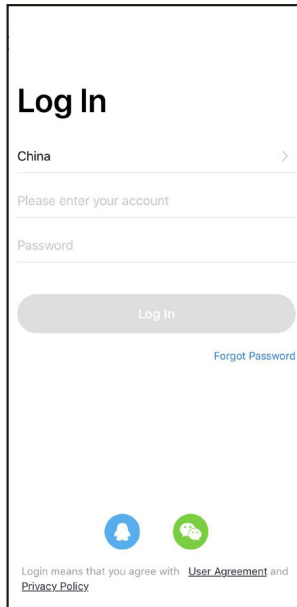 Log In
China
Please enter your account
Password
Log In
Forgot Password
Login means that you agree with User Agreement and
Privacy Policy